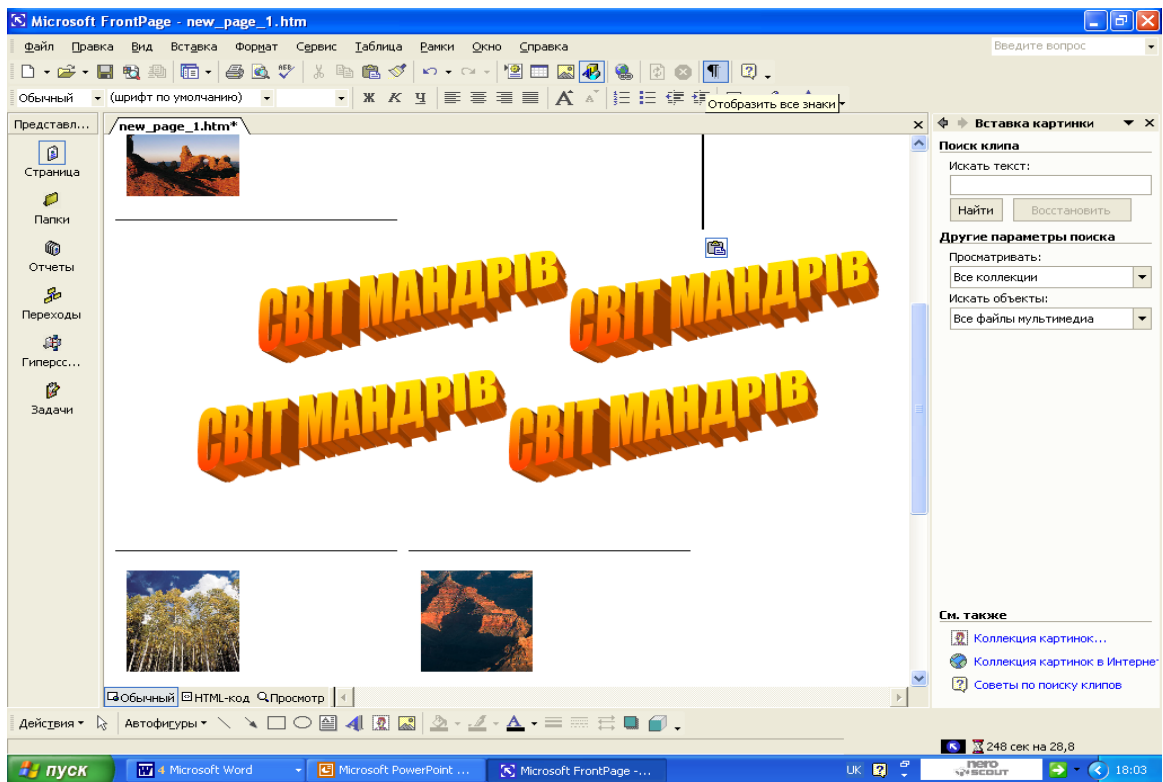 Microsoft FrontPage - new_page_1.htm
Файл Правка Вид Вставка Формат Сервис Таблица Рамки Окно Справка Введите вопрос
Обычный (шрифт по умолчанию) Ж К Ч
Отобразить все знаки
Представл... new_page_1.htm* Вставка картинки
Страница
Папки
Отчеты
Переходы
Гиперсс...
Задачи
СВІТ МАНДРІВ СВІТ МАНДРІВ
СВІТ МАНДРІВ СВІТ МАНДРІВ
Поиск клипа
Искать текст:
Найти Восстановить
Другие параметры поиска
Просматривать:
Все коллекции
Искать объекты:
Все файлы мультимедиа
См. также
Коллекция картинок...
Коллекция картинок в Интерне
Советы по поиску клипов
Обычный HTML-код Просмотр
Действия Автофигуры
248 сек на 28,8
пуск 4 Microsoft Word Microsoft PowerPoint ... Microsoft FrontPage -... UK nero SCOUT 18:03